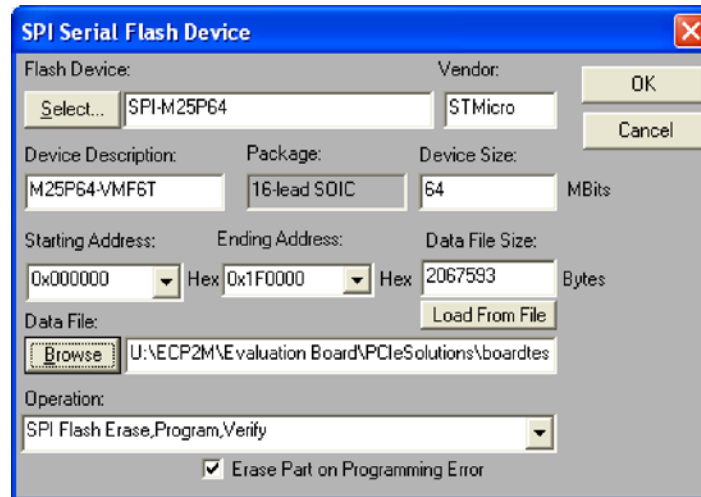 SPI Serial Flash Device
Flash Device: Vendor:
Select... SPI-M25P64 STMicro OK
Cancel
Device Description: Package: Device Size:
M25P64-VMF6T 16-lead SOIC 64 MBits
Starting Address: Ending Address: Data File Size:
0x000000 Hex 0x1F0000 Hex 2067593 Bytes
Data File: Load From File
Browse U:\ECP2M\Evaluation Board\PCIeSolutions\boardtes
Operation:
SPI Flash Erase,Program,Verify
Erase Part on Programming Error